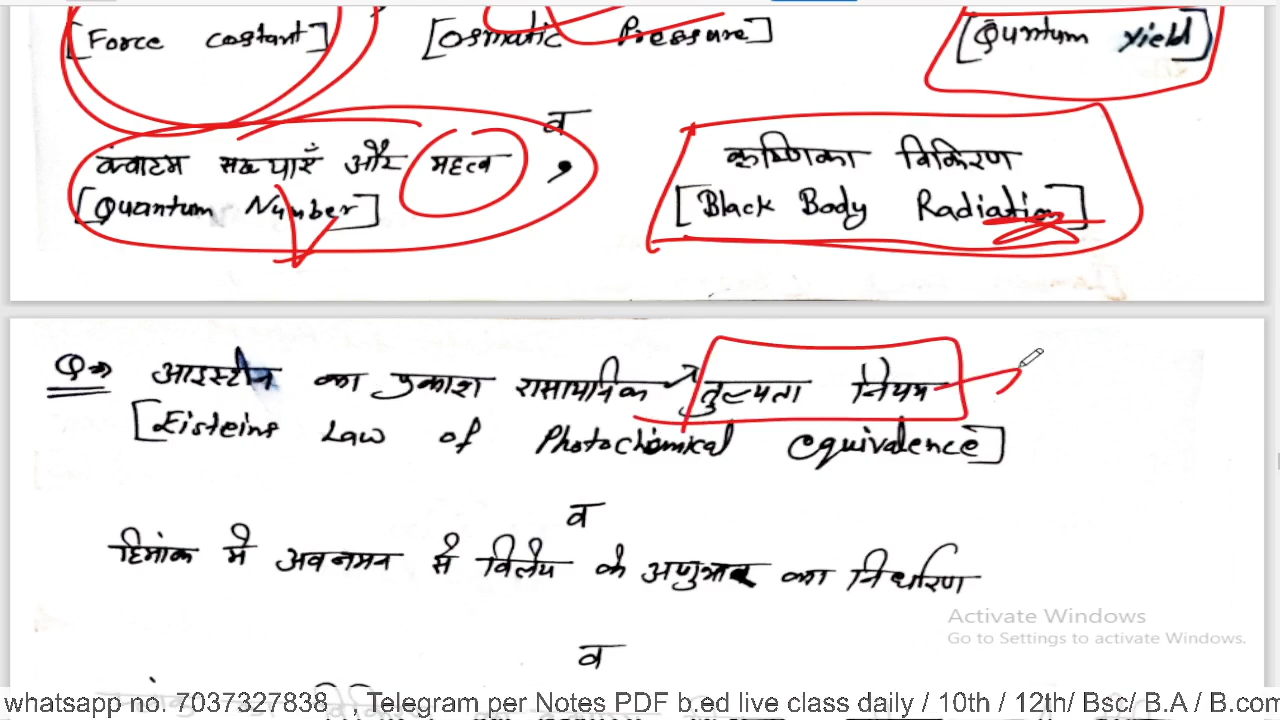 [Force costant] [Osmatic Pressure] [Quntum yield]
व
क्वाटम सख्याएँ और महत्व , कृष्णिका विकिरण
[Quantum Number] [Black Body Radiation]
Q⇒ आइस्टीन का प्रकाश रासायनिक तुल्यता नियम
[Eisteins Law of Photochemical equivalence]
व
हिमांक मे अवनमन से विलेय के अणुभार का निर्धारण
Activate Windows
Go to Settings to activate Windows.
व
whatsapp no. 7037327838 , Telegram per Notes PDF b.ed live class daily / 10th / 12th/ Bsc/ B.A / B.com